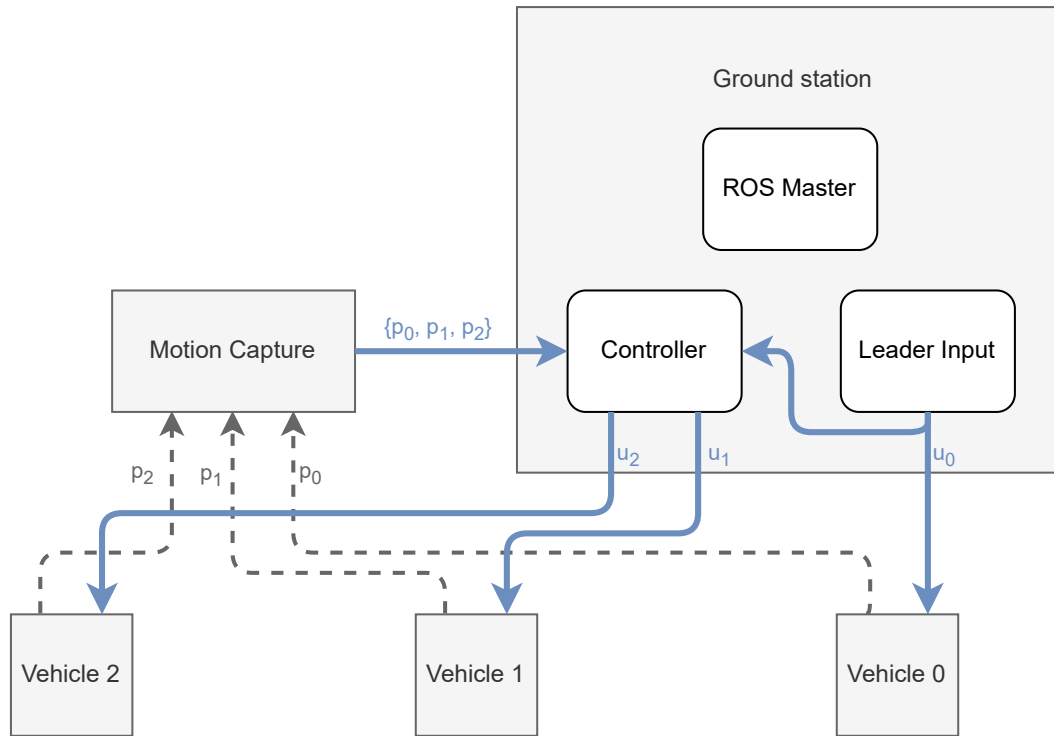 Ground station
ROS Master
{p₀, p₁, p₂}
Motion Capture
Controller
Leader Input
p₂
p₁
p₀
u₂
u₁
u₀
Vehicle 2
Vehicle 1
Vehicle 0